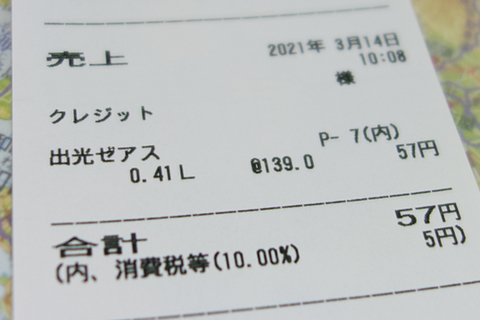 売上 2021年 3月14日
10:08
様
クレジット
P- 7(内)
出光ゼアス 57円
0.41L @139.0
合計 57円
(内、消費税等(10.00%) 5円)